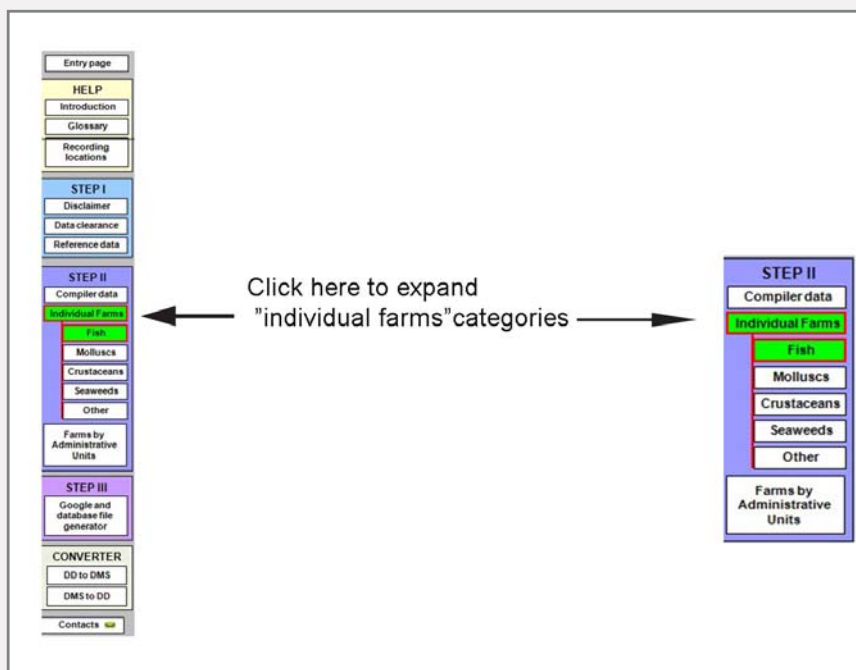 Entry page
HELP
Introduction
Glossary
Recording
locations
STEP I
Disclaimer
Data clearance
Reference data
STEP II
Compiler data
Individual Farms
Fish
Molluscs
Crustaceans
Seaweeds
Other
Farms by
Administrative
Units
STEP III
Google and
database file
generator
CONVERTER
DD to DMS
DMS to DD
Contacts
Click here to expand
"individual farms"categories
STEP II
Compiler data
Individual Farms
Fish
Molluscs
Crustaceans
Seaweeds
Other
Farms by
Administrative
Units